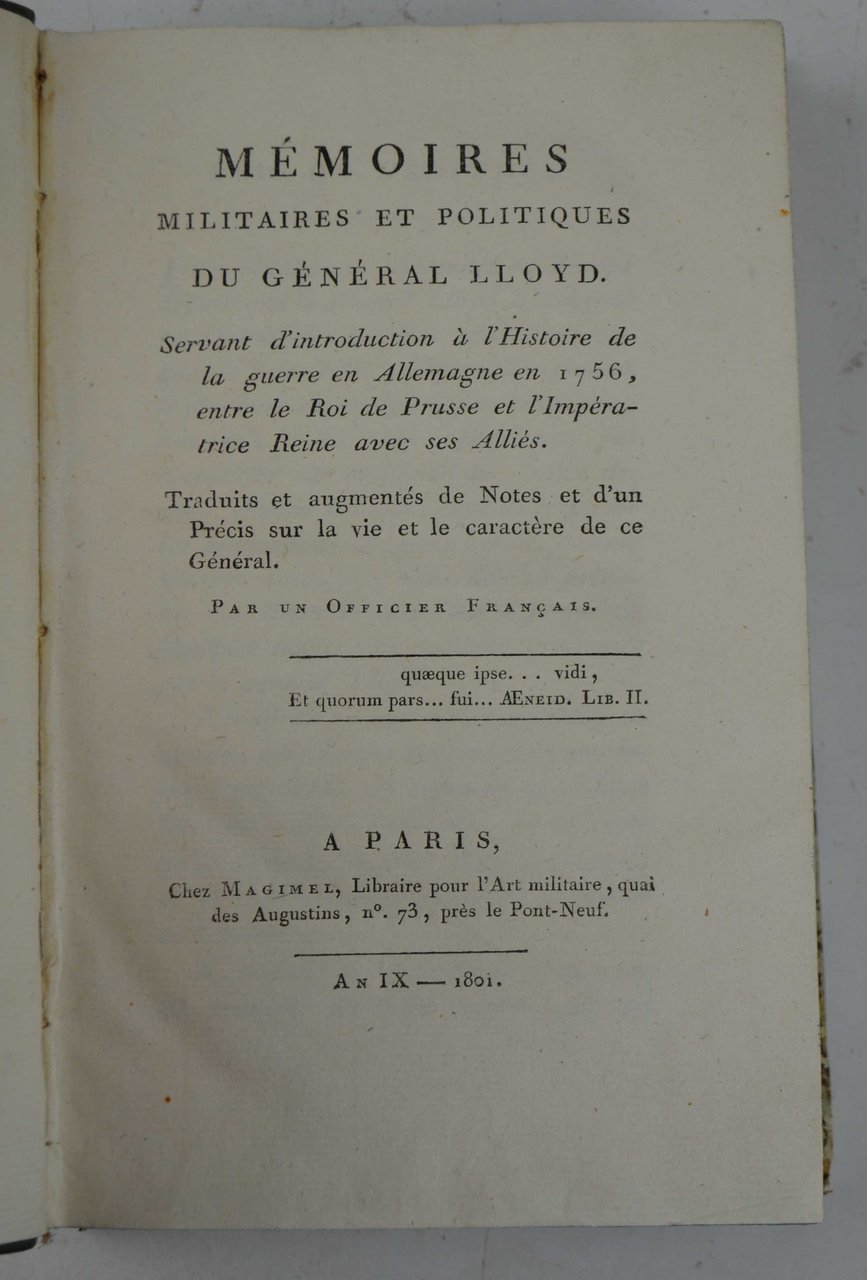 MÉMOIRES
MILITAIRES ET POLITIQUES
DU GÉNÉRAL LLOYD.
Servant d'introduction à l'Histoire de
la guerre en Allemagne en 1756,
entre le Roi de Prusse et l'Impéra-
trice Reine avec ses Alliés.
Traduits et augmentés de Notes et d'un
Précis sur la vie et le caractère de ce
Général.
PAR UN OFFICIER FRANÇAIS.
quæque ipse... vidi,
Et quorum pars... fui... AENEID. LIB. II.
A PARIS,
Chez MAGIMEL, Libraire pour l'Art militaire, quai
des Augustins, nº. 73, près le Pont-Neuf.
AN IX — 1801.